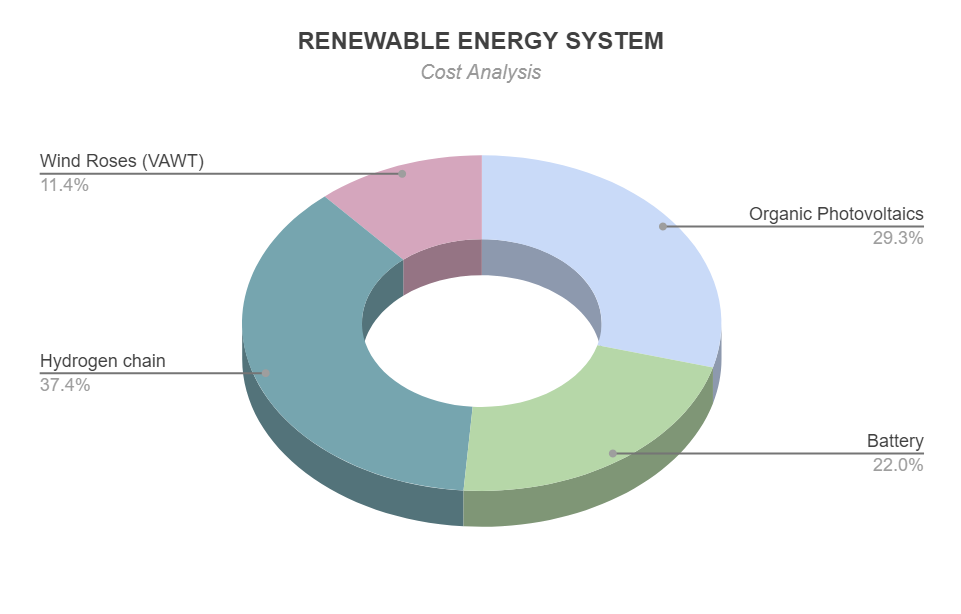 RENEWABLE ENERGY SYSTEM
Cost Analysis
Wind Roses (VAWT)
11.4%
Organic Photovoltaics
29.3%
Hydrogen chain
37.4%
Battery
22.0%